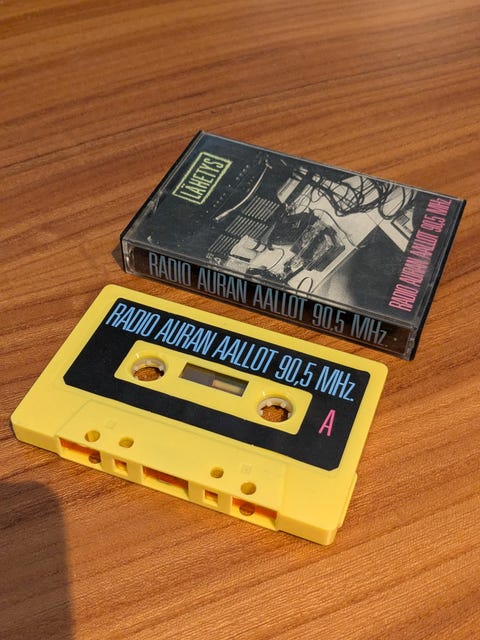 LÄHETYS
RADIO AURAN AALLOT 90,5 MHz
RADIO AURAN AALLOT 90.5 MHz
RADIO AURAN AALLOT 90,5 MHz
A